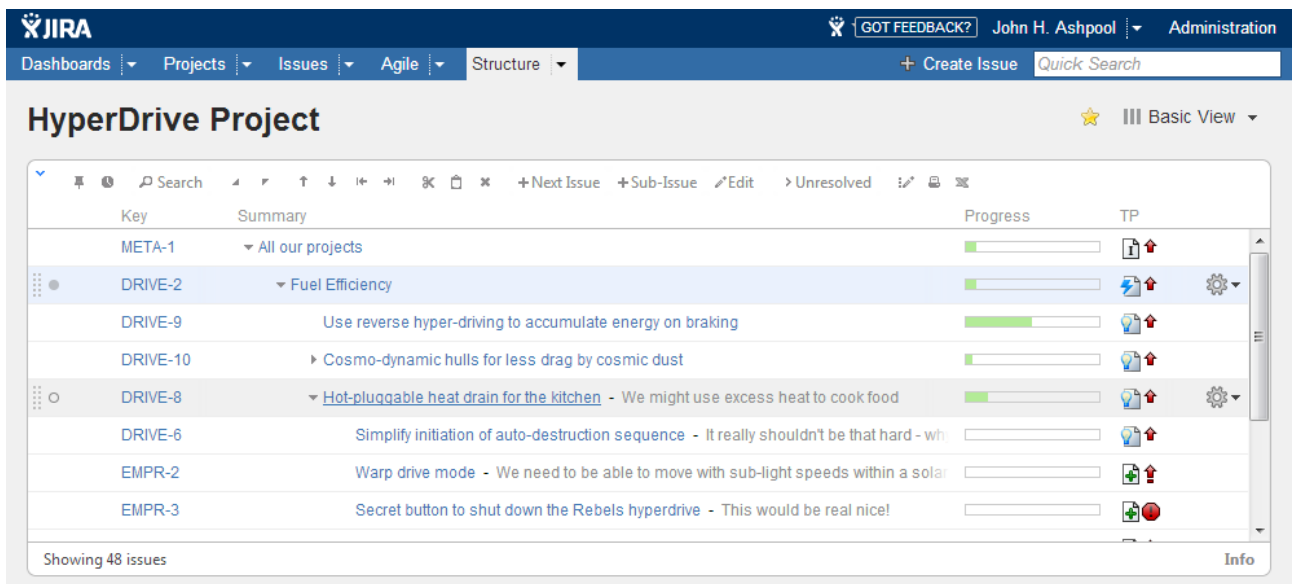 JIRA GOT FEEDBACK? John H. Ashpool Administration
Dashboards Projects Issues Agile Structure + Create Issue Quick Search
HyperDrive Project Basic View
Search +Next Issue +Sub-Issue Edit >Unresolved
Key Summary Progress TP
META-1 All our projects
DRIVE-2 Fuel Efficiency
DRIVE-9 Use reverse hyper-driving to accumulate energy on braking
DRIVE-10 Cosmo-dynamic hulls for less drag by cosmic dust
DRIVE-8 Hot-pluggable heat drain for the kitchen - We might use excess heat to cook food
DRIVE-6 Simplify initiation of auto-destruction sequence - It really shouldn't be that hard - wh
EMPR-2 Warp drive mode - We need to be able to move with sub-light speeds within a solar
EMPR-3 Secret button to shut down the Rebels hyperdrive - This would be real nice!
Showing 48 issues Info